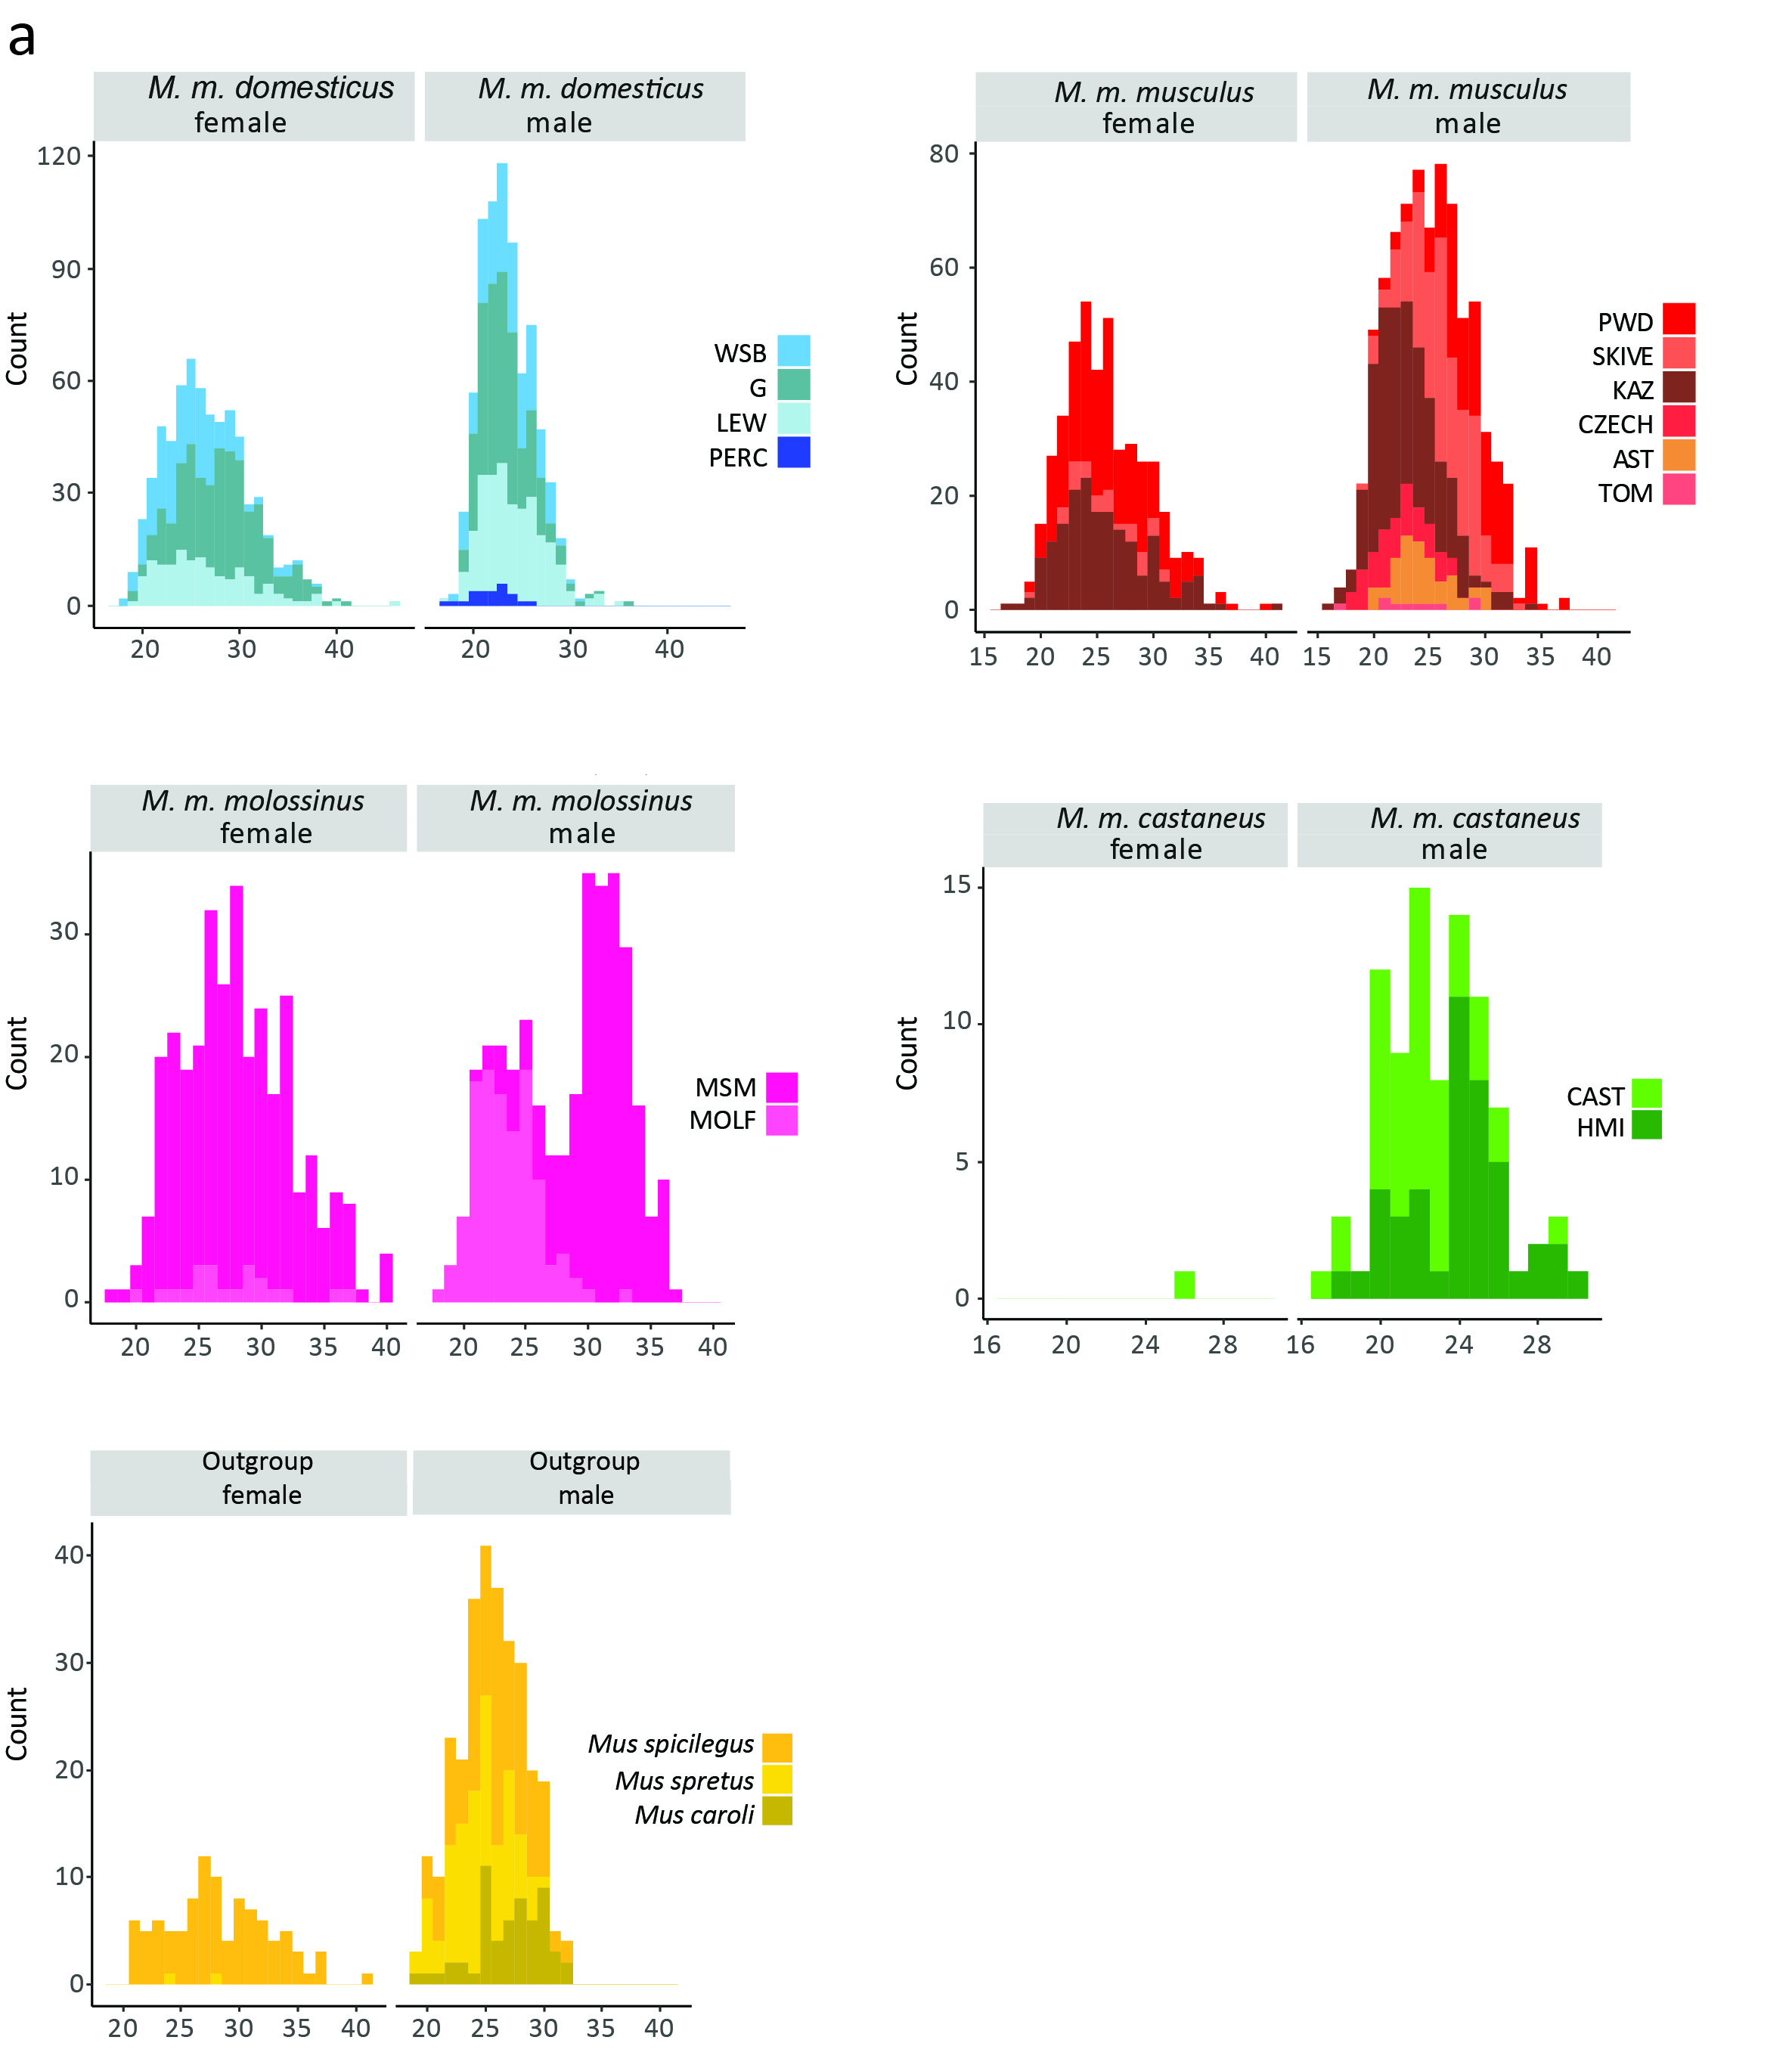 a
M. m. domesticus
female
M. m. domesticus
male
Count
120
90
60
30
0
20 30 40
20 30 40
WSB
G
LEW
PERC
M. m. musculus
female
M. m. musculus
male
Count
80
60
40
20
0
15 20 25 30 35 40
15 20 25 30 35 40
PWD
SKIVE
KAZ
CZECH
AST
TOM
M. m. molossinus
female
M. m. molossinus
male
Count
30
20
10
0
20 25 30 35 40
20 25 30 35 40
MSM
MOLF
M. m. castaneus
female
M. m. castaneus
male
Count
15
10
5
0
16 20 24 28
16 20 24 28
CAST
HMI
Outgroup
female
Outgroup
male
Count
40
30
20
10
0
20 25 30 35 40
20 25 30 35 40
Mus spicilegus
Mus spretus
Mus caroli